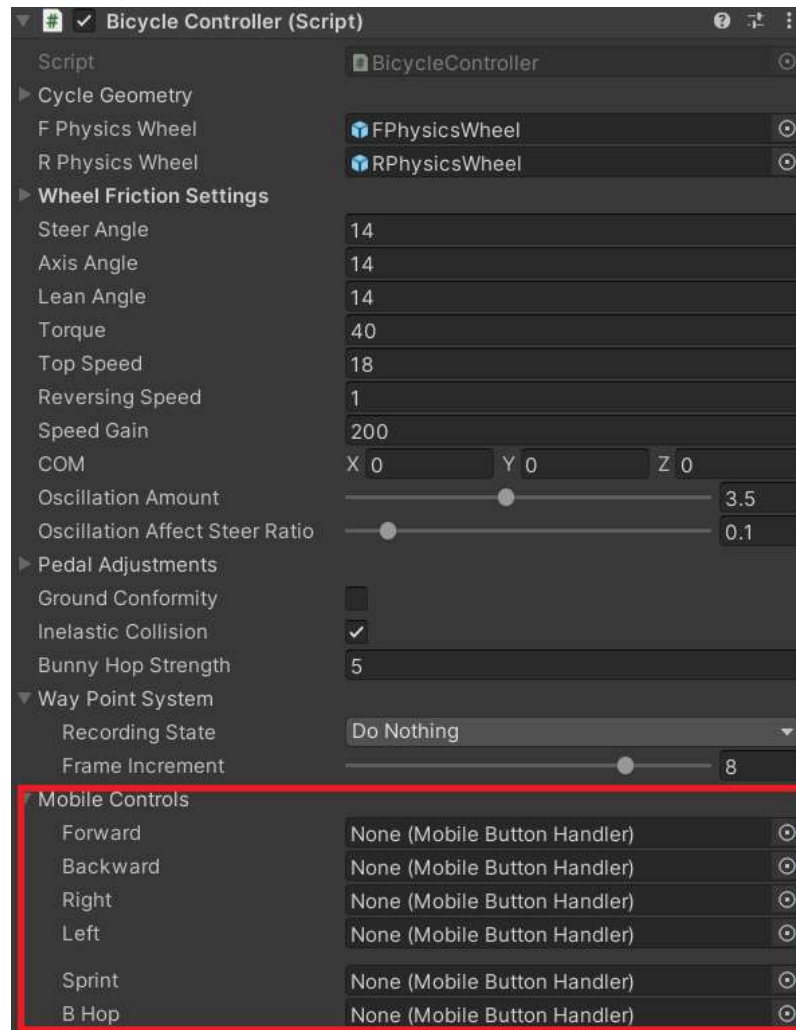 Bicycle Controller (Script)
Script BicycleController
Cycle Geometry
F Physics Wheel FPhysicsWheel
R Physics Wheel RPhysicsWheel
Wheel Friction Settings
Steer Angle 14
Axis Angle 14
Lean Angle 14
Torque 40
Top Speed 18
Reversing Speed 1
Speed Gain 200
COM X 0 Y 0 Z 0
Oscillation Amount 3.5
Oscillation Affect Steer Ratio 0.1
Pedal Adjustments
Ground Conformity
Inelastic Collision
Bunny Hop Strength 5
Way Point System
Recording State Do Nothing
Frame Increment 8
Mobile Controls
Forward None (Mobile Button Handler)
Backward None (Mobile Button Handler)
Right None (Mobile Button Handler)
Left None (Mobile Button Handler)
Sprint None (Mobile Button Handler)
B Hop None (Mobile Button Handler)